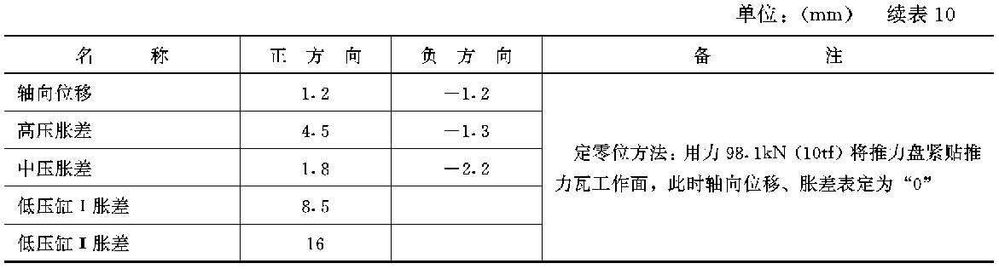 单位：（mm） 续表 10
名 称 正 方 向 负 方 向 备 注
轴向位移 1.2 －1.2
高压胀差 4.5 －1.3
中压胀差 1.8 －2.2
定零位方法：用力 98.1kN（10tf）将推力盘紧贴推
力瓦工作面，此时轴向位移、胀差表定为“0”
低压缸Ⅰ胀差 8.5
低压缸Ⅱ胀差 16